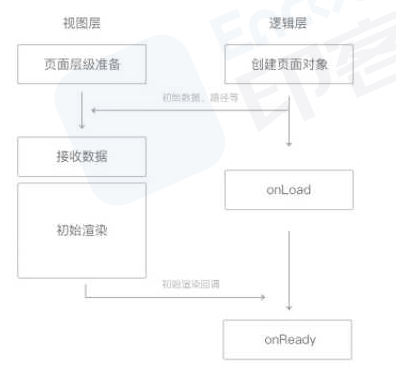 视图层
逻辑层
页面层级准备
创建页面对象
初始数据、路径等
接收数据
onLoad
初始渲染
初始渲染回调
onReady
印客